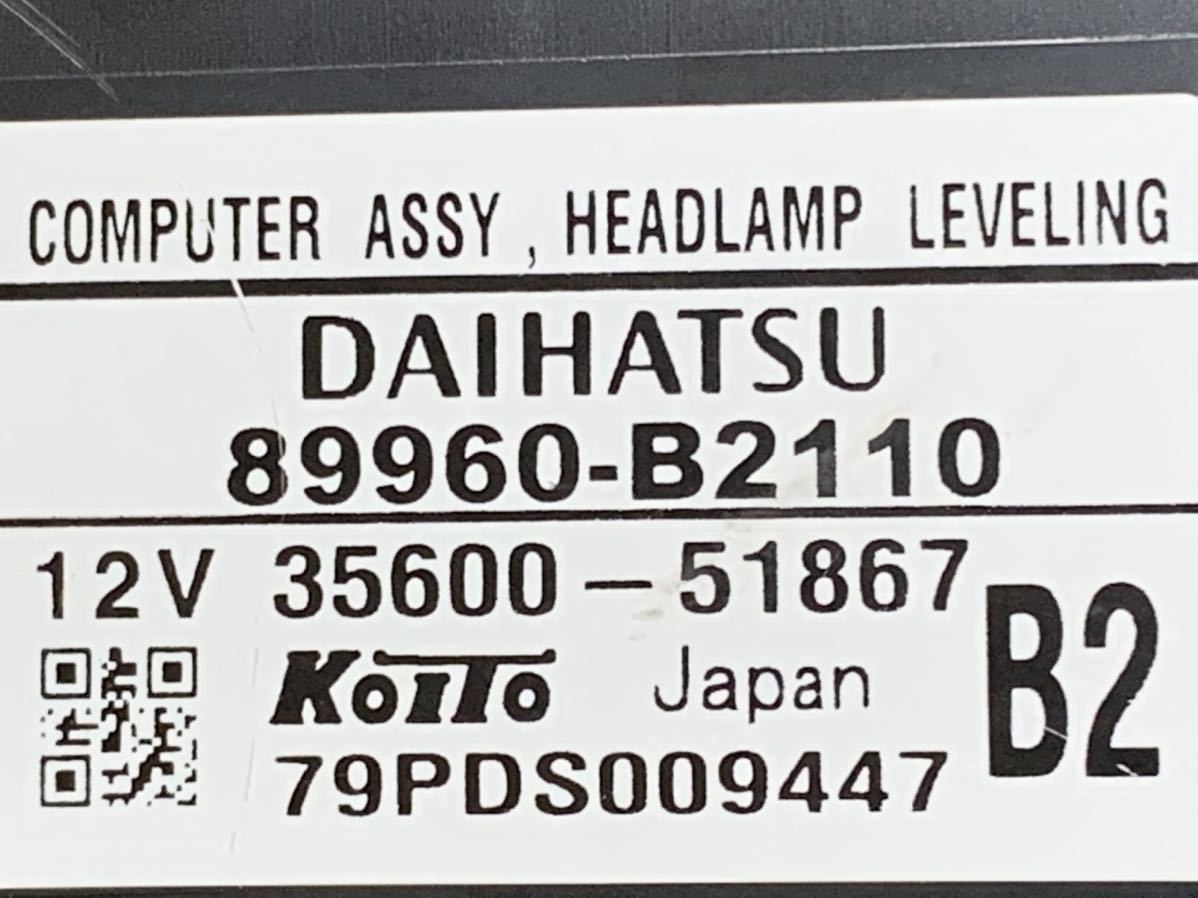 COMPUTER ASSY, HEADLAMP LEVELING
DAIHATSU
89960-B2110
12V 35600-51867
KOITO Japan B2
79PDS009447